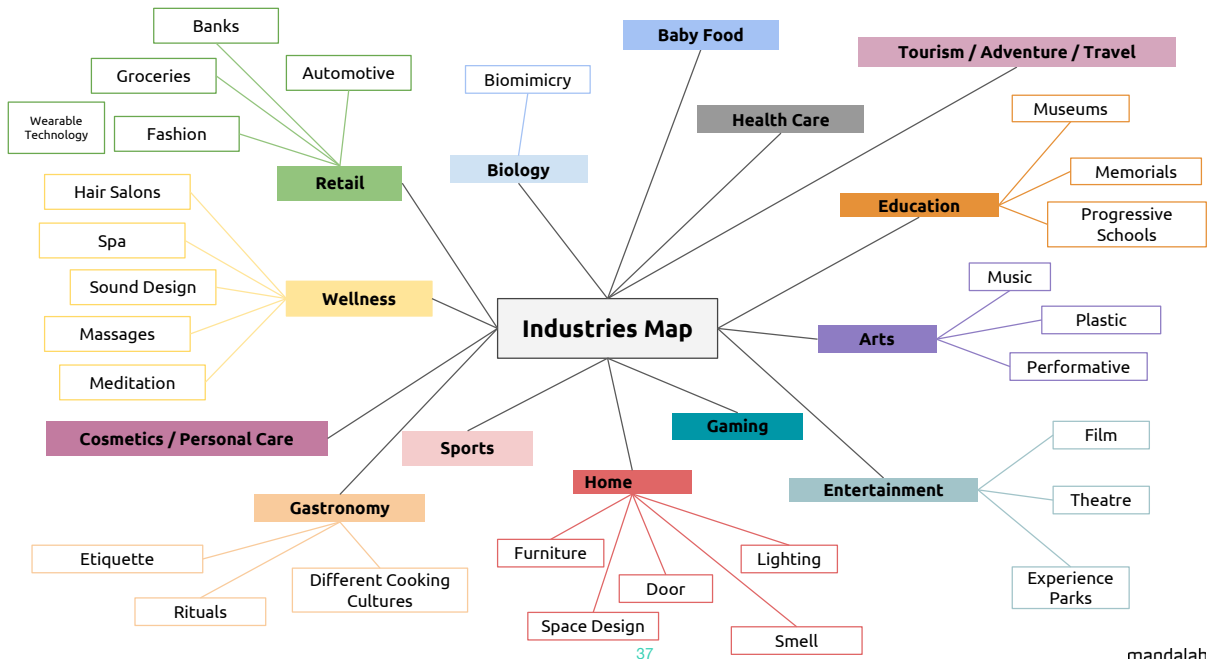 Banks
Baby Food
Tourism / Adventure / Travel
Groceries
Automotive
Biomimicry
Museums
Wearable
Technology
Fashion
Health Care
Retail
Biology
Memorials
Hair Salons
Education
Progressive
Schools
Spa
Sound Design
Wellness
Music
Industries Map
Plastic
Massages
Arts
Performative
Meditation
Cosmetics / Personal Care
Sports
Gaming
Film
Home
Entertainment
Gastronomy
Theatre
Etiquette
Furniture
Lighting
Different Cooking
Cultures
Door
Experience
Parks
Rituals
Space Design
Smell
37
mandalah